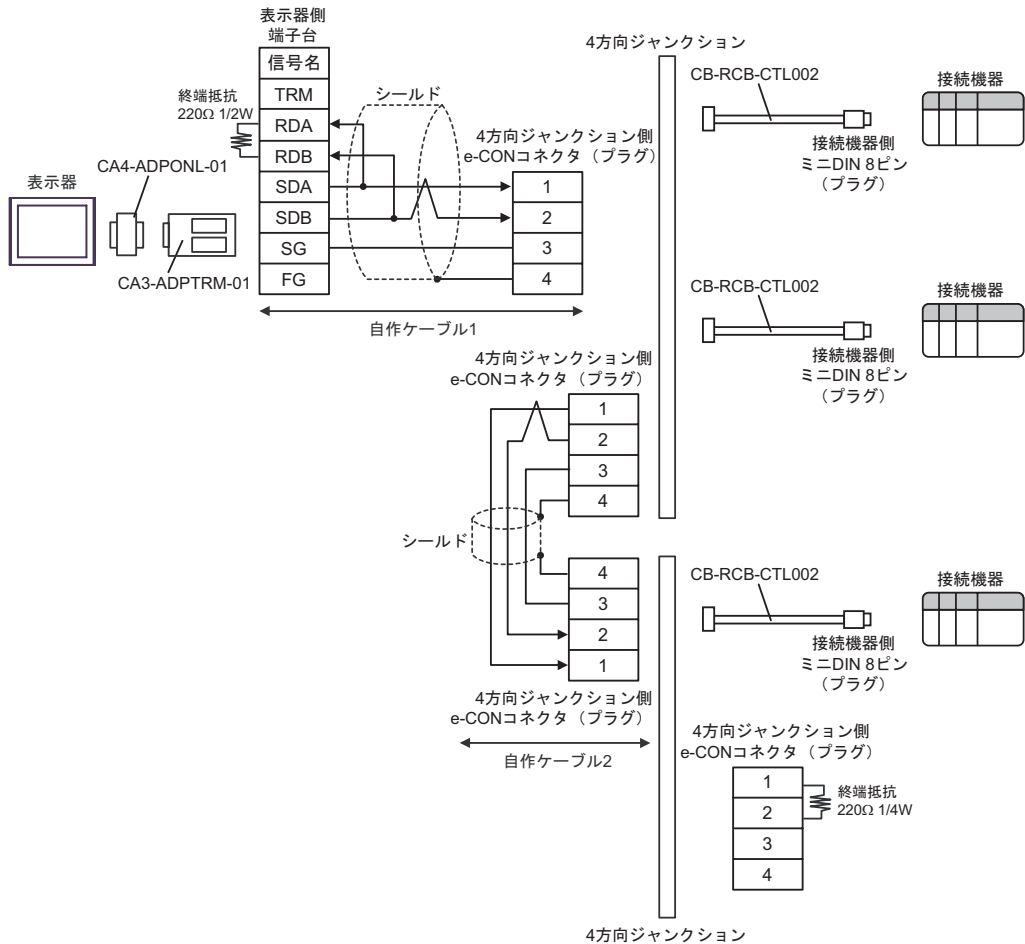 表示器側
端子台
信号名
TRM
RDA
RDB
SDA
SDB
SG
FG
終端抵抗
220Ω 1/2W
表示器
CA4-ADPONL-01
CA3-ADPTRM-01
シールド
4方向ジャンクション側
e-CONコネクタ（プラグ）
1
2
3
4
自作ケーブル1
4方向ジャンクション
CB-RCB-CTL002
接続機器側
ミニDIN 8ピン
（プラグ）
接続機器
CB-RCB-CTL002
接続機器側
ミニDIN 8ピン
（プラグ）
接続機器
4方向ジャンクション側
e-CONコネクタ（プラグ）
1
2
3
4
シールド
4
3
2
1
4方向ジャンクション側
e-CONコネクタ（プラグ）
自作ケーブル2
CB-RCB-CTL002
接続機器側
ミニDIN 8ピン
（プラグ）
接続機器
4方向ジャンクション側
e-CONコネクタ（プラグ）
1
2
3
4
終端抵抗
220Ω 1/4W
4方向ジャンクション